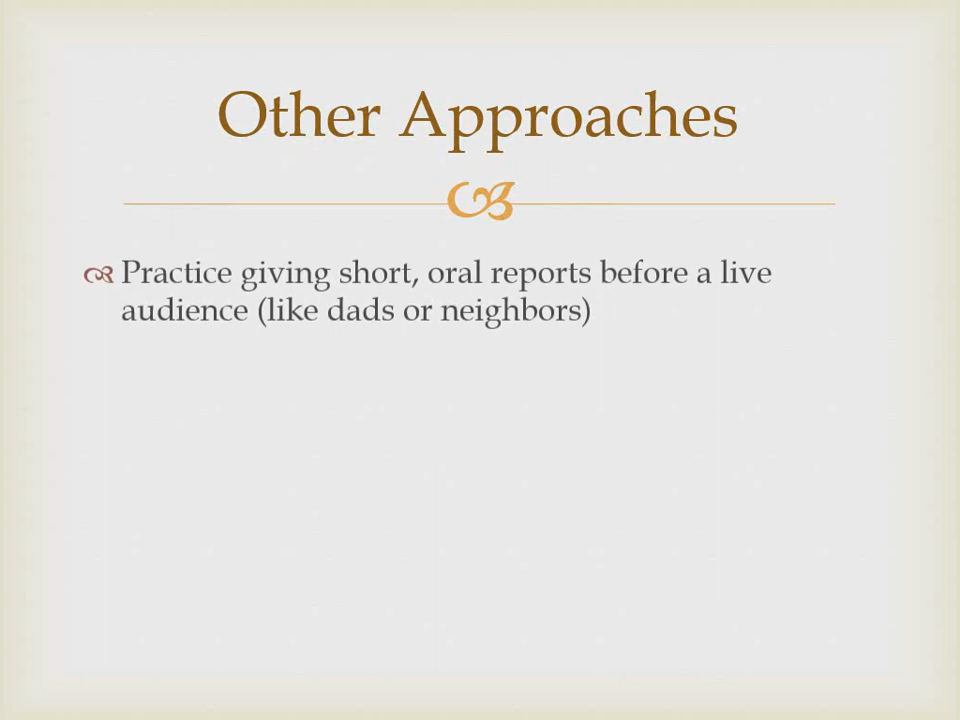 Other Approaches
Practice giving short, oral reports before a live
audience (like dads or neighbors)